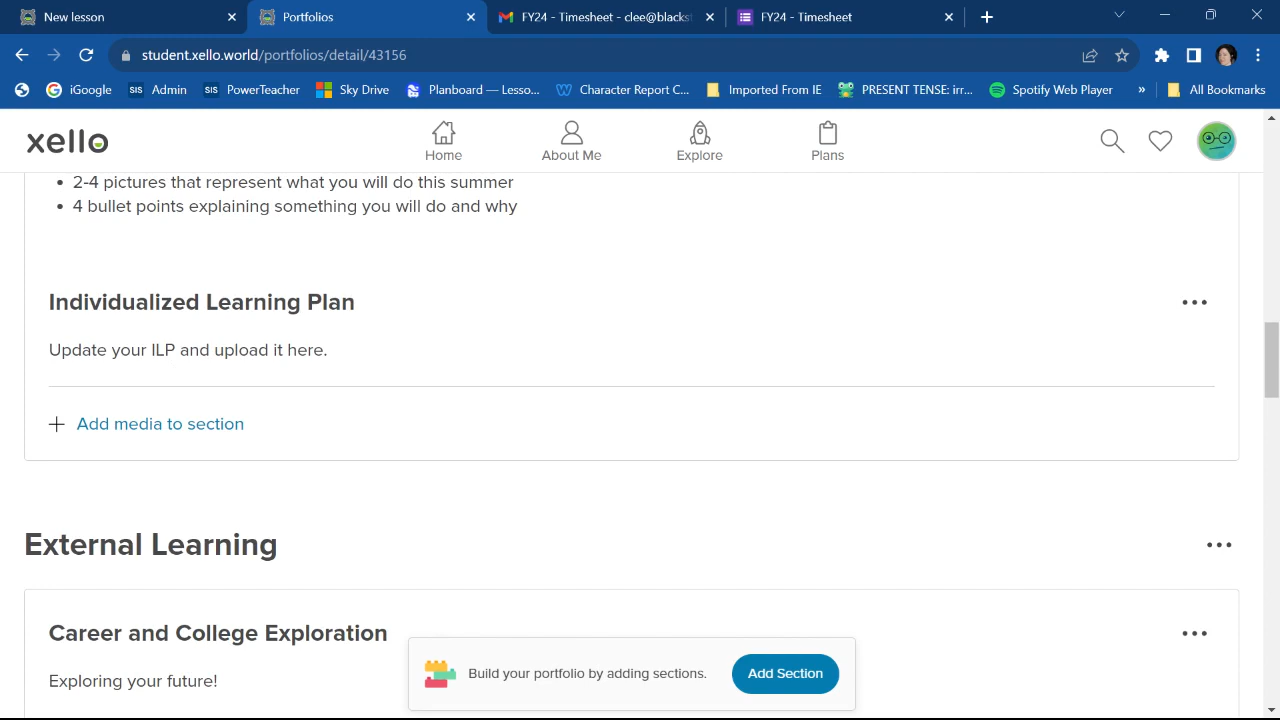 New lesson
Portfolios
FY24 - Timesheet - clee@blackst
FY24 - Timesheet
student.xello.world/portfolios/detail/43156
iGoogle
SIS Admin
SIS PowerTeacher
Sky Drive
Planboard — Lesso...
Character Report C...
Imported From IE
PRESENT TENSE: irr...
Spotify Web Player
»
All Bookmarks
xello
Home
About Me
Explore
Plans
• 2-4 pictures that represent what you will do this summer
• 4 bullet points explaining something you will do and why
Individualized Learning Plan
Update your ILP and upload it here.
Add media to section
External Learning
Career and College Exploration
Exploring your future!
Build your portfolio by adding sections.
Add Section